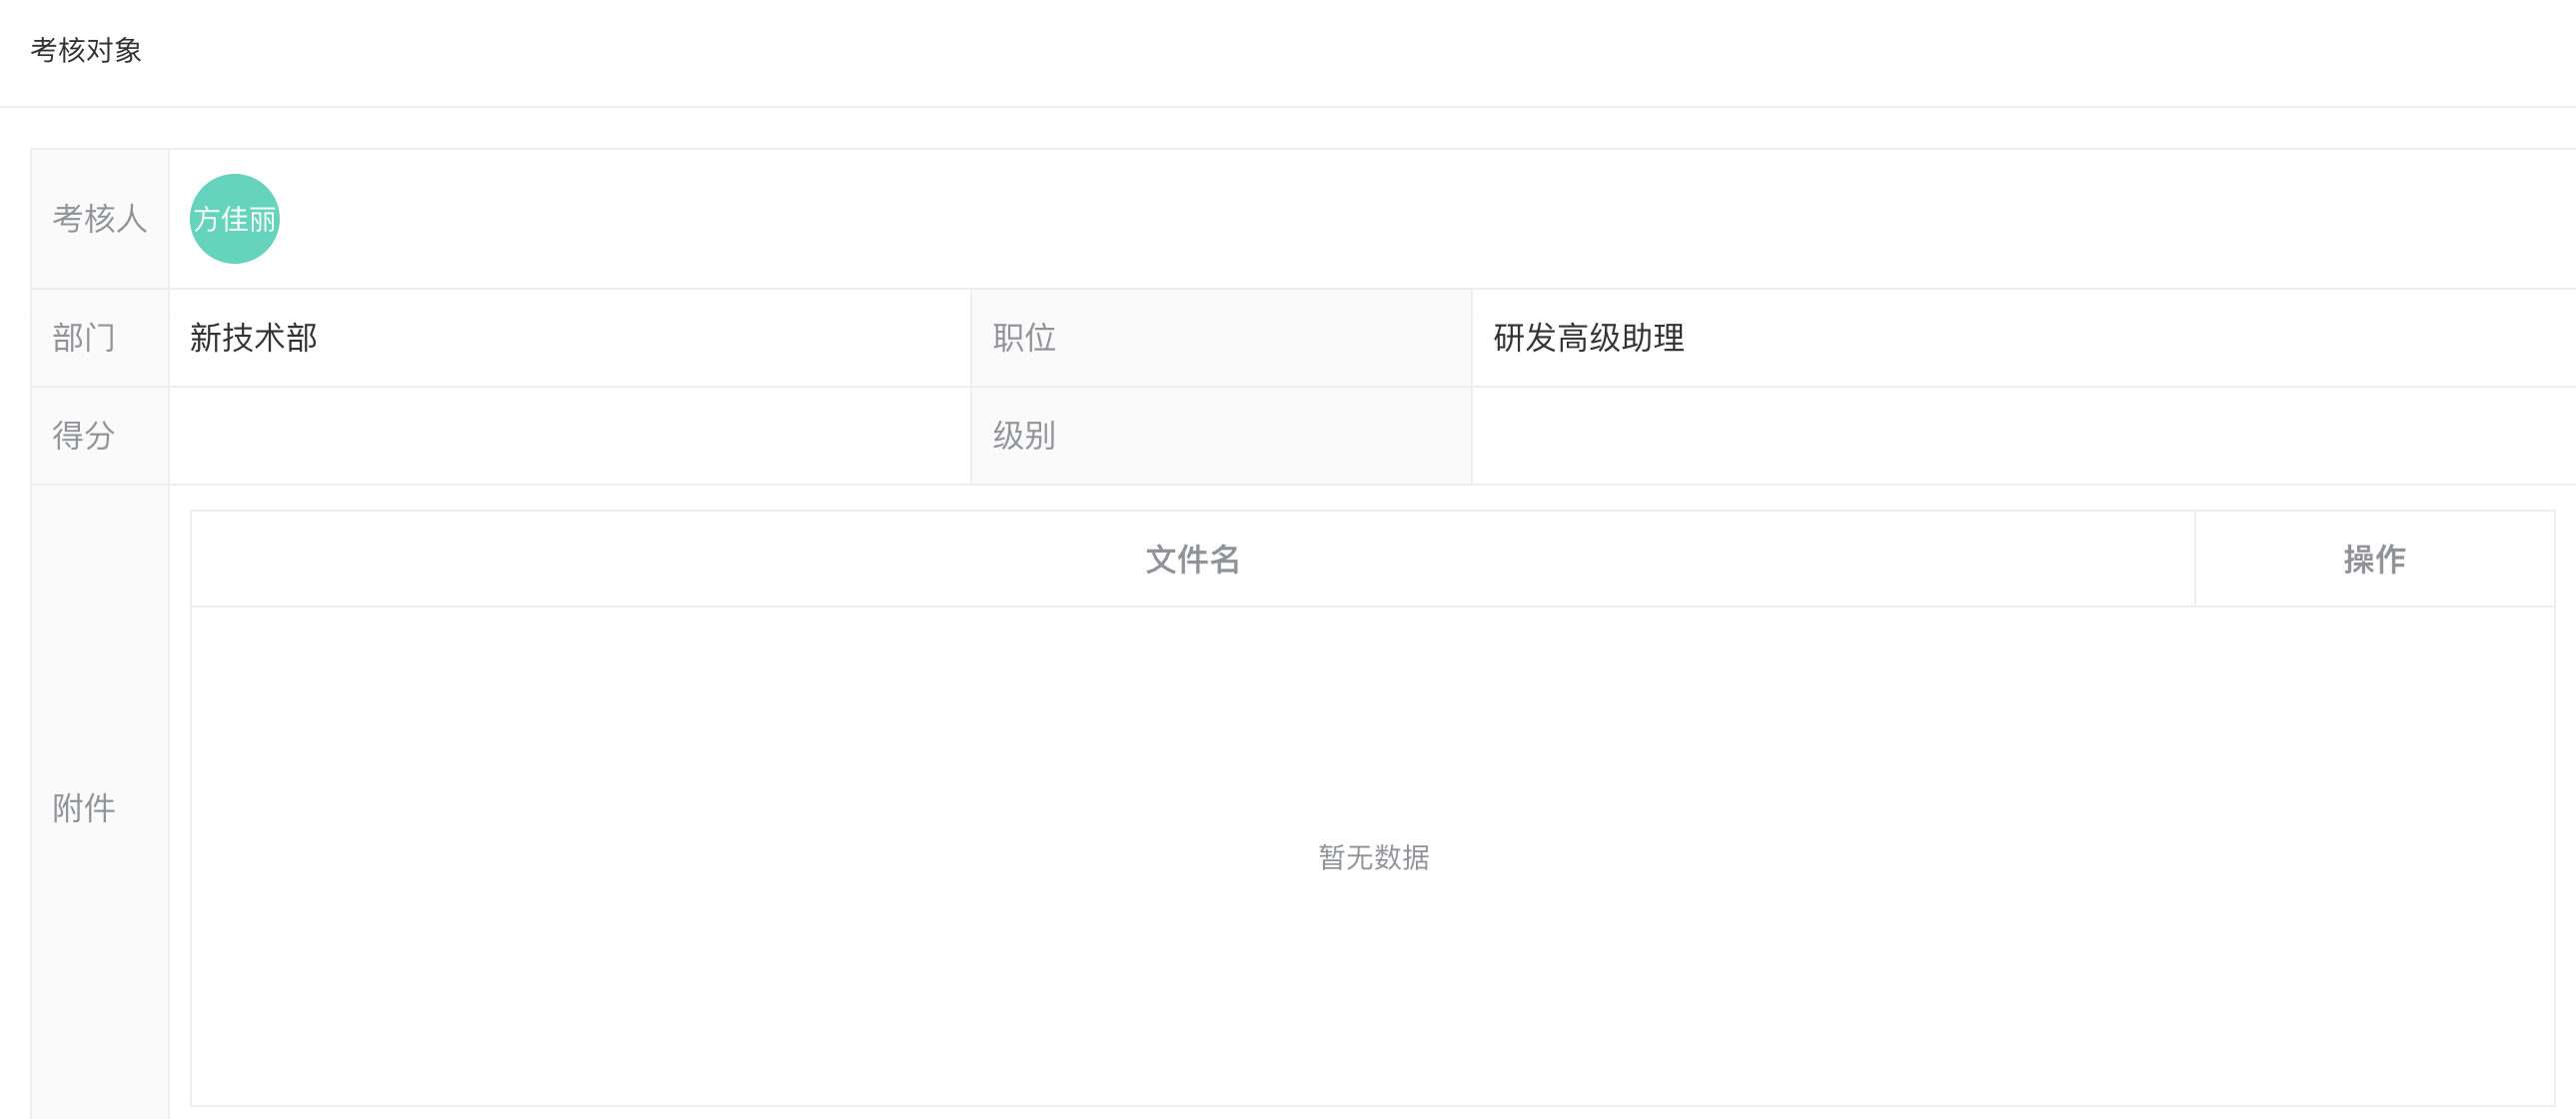 考核对象
考核人 方佳丽
部门 新技术部 职位 研发高级助理
得分 级别
附件
文件名 操作
暂无数据